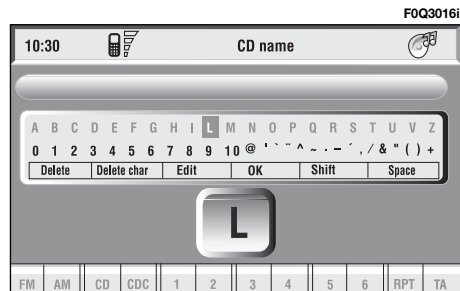 F0Q3016i
10:30 CD name
A B C D E F G H I L M N O P Q R S T U V Z
0 1 2 3 4 5 6 7 8 9 10 @ ' ` ¨ ^ ~ . – ´ , / & " ( ) +
Delete Delete char Edit OK Shift Space
L
FM AM CD CDC 1 2 3 4 5 6 RPT TA